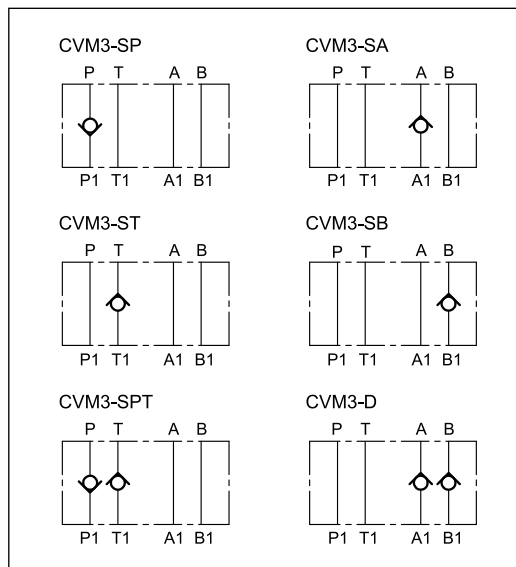 CVM3-SP
P T A B
P1 T1 A1 B1
CVM3-SA
P T A B
P1 T1 A1 B1
CVM3-ST
P T A B
P1 T1 A1 B1
CVM3-SB
P T A B
P1 T1 A1 B1
CVM3-SPT
P T A B
P1 T1 A1 B1
CVM3-D
P T A B
P1 T1 A1 B1